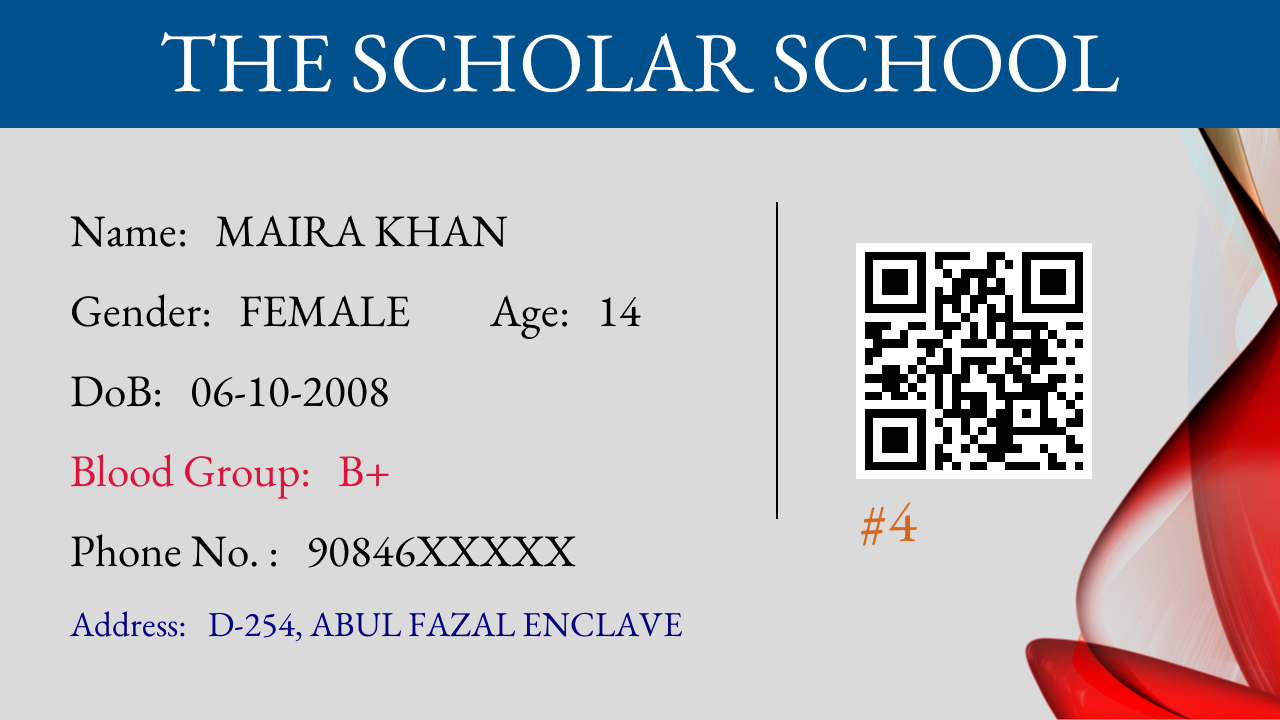 THE SCHOLAR SCHOOL
Name: MAIRA KHAN
Gender: FEMALE Age: 14
DoB: 06-10-2008
Blood Group: B+
Phone No. : 90846XXXXX
Address: D-254, ABUL FAZAL ENCLAVE
#4